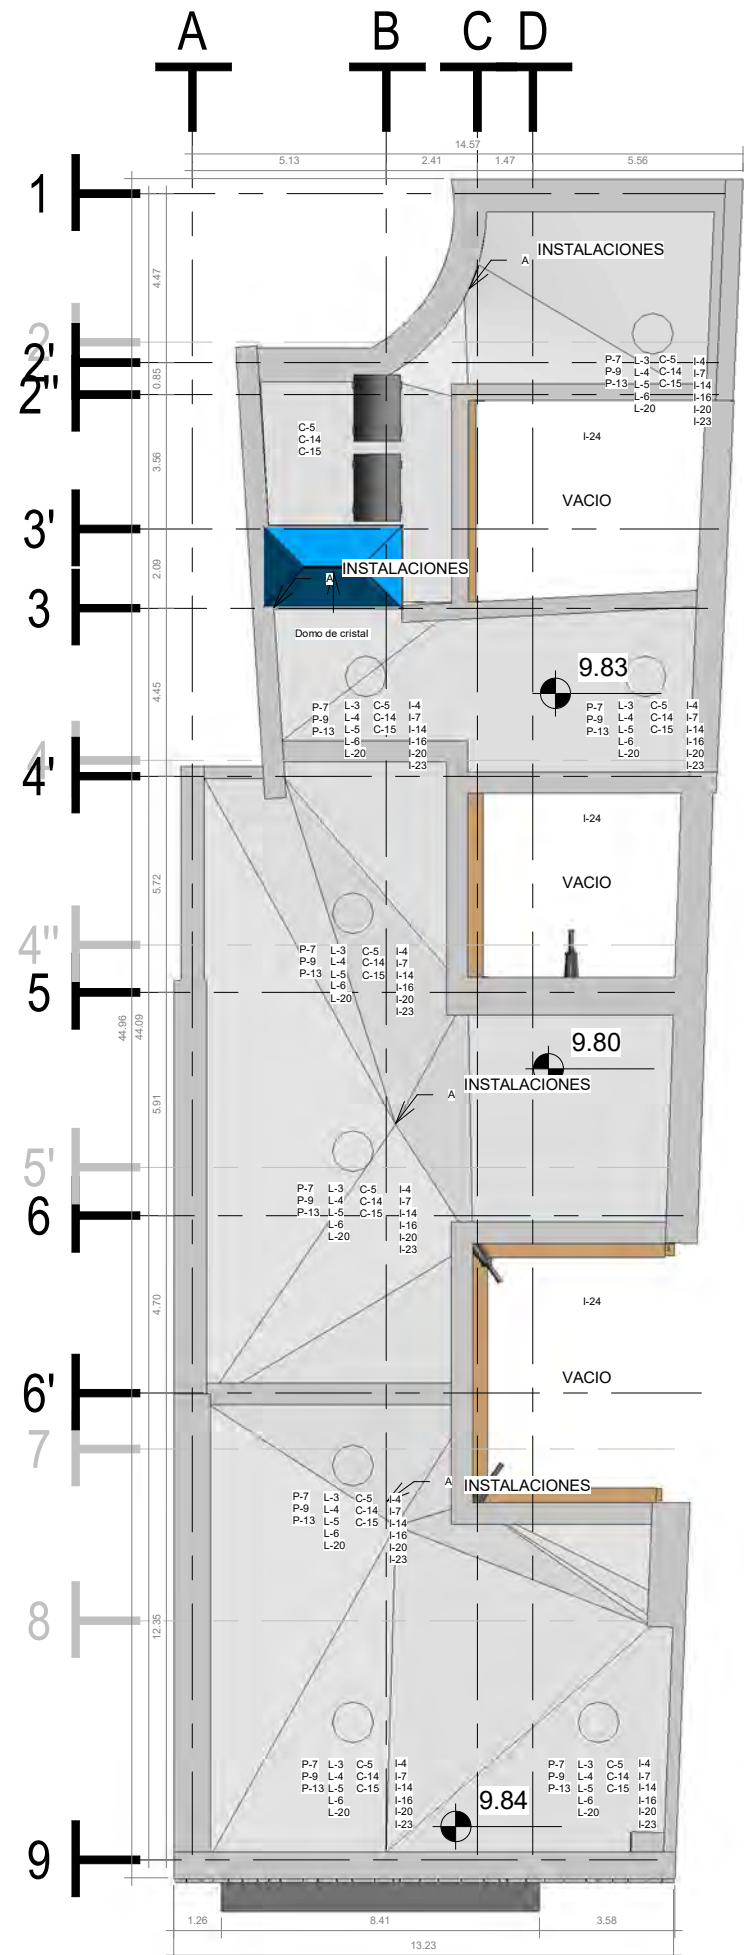 A B C D
14.57
5.13 2.41 1.47 5.56
1
4.47
INSTALACIONES
A
2
2'
0.85
2''
P-7 L-3 C-5 I-4
P-9 L-4 C-14 I-7
P-13 L-5 C-15 I-14
L-6 I-16
L-20 I-20
I-23
C-5
C-14
C-15
I-24
3.56
VACIO
3'
2.09
INSTALACIONES
A
3
Domo de cristal
9.83
4.45
P-7 L-3 C-5 I-4
P-9 L-4 C-14 I-7
P-13 L-5 C-15 I-14
L-6 I-16
L-20 I-20
I-23
P-7 L-3 C-5 I-4
P-9 L-4 C-14 I-7
P-13 L-5 C-15 I-14
L-6 I-16
L-20 I-20
I-23
4
4'
I-24
5.72
VACIO
4''
P-7 L-3 C-5 I-4
P-9 L-4 C-14 I-7
P-13 L-5 C-15 I-14
L-6 I-16
L-20 I-20
I-23
5
44.96
44.09
9.80
INSTALACIONES
A
5.91
5'
P-7 L-3 C-5 I-4
P-9 L-4 C-14 I-7
P-13 L-5 C-15 I-14
L-6 I-16
L-20 I-20
I-23
6
4.70
I-24
VACIO
6'
7
INSTALACIONES
A
P-7 L-3 C-5 I-4
P-9 L-4 C-14 I-7
P-13 L-5 C-15 I-14
L-6 I-16
L-20 I-20
I-23
8
12.35
P-7 L-3 C-5 I-4
P-9 L-4 C-14 I-7
P-13 L-5 C-15 I-14
L-6 I-16
L-20 I-20
I-23
P-7 L-3 C-5 I-4
P-9 L-4 C-14 I-7
P-13 L-5 C-15 I-14
L-6 I-16
L-20 I-20
I-23
9.84
9
1.26 8.41 3.58
13.23